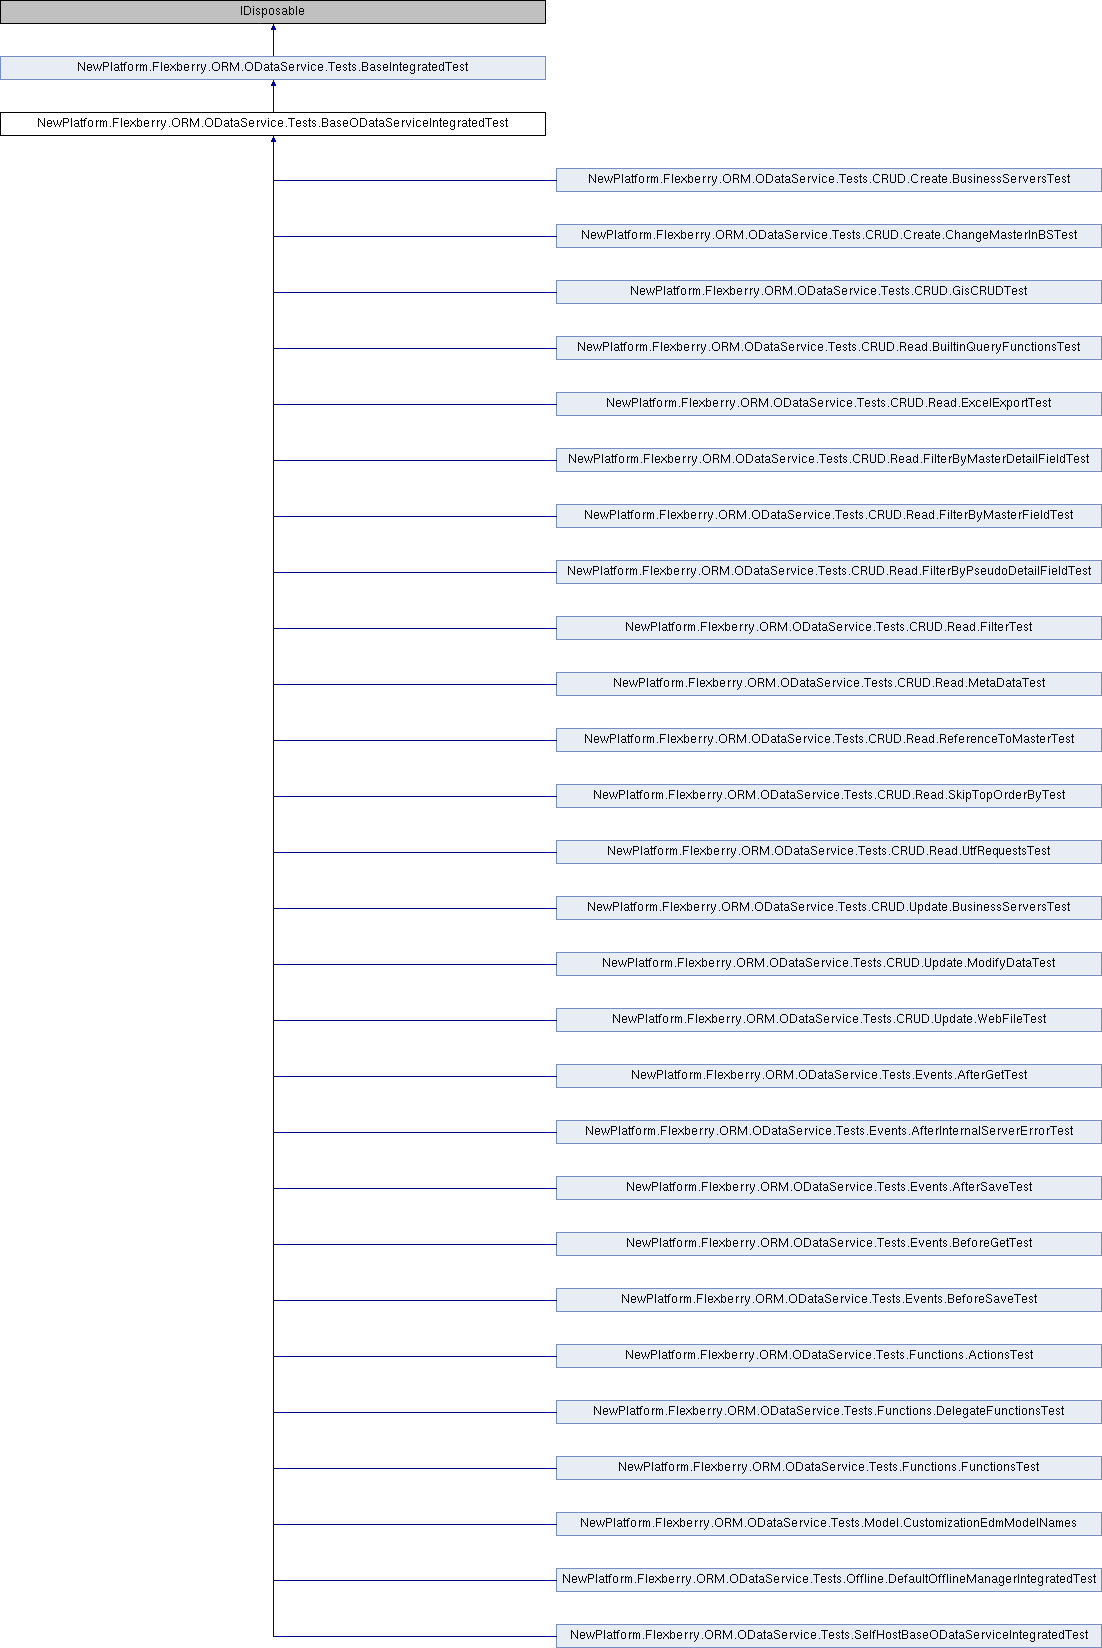 IDisposable
NewPlatform.Flexberry.ORM.ODataService.Tests.BaseIntegratedTest
NewPlatform.Flexberry.ORM.ODataService.Tests.BaseODataServiceIntegratedTest
NewPlatform.Flexberry.ORM.ODataService.Tests.CRUD.Create.BusinessServersTest
NewPlatform.Flexberry.ORM.ODataService.Tests.CRUD.Create.ChangeMasterInBSTest
NewPlatform.Flexberry.ORM.ODataService.Tests.CRUD.GisCRUDTest
NewPlatform.Flexberry.ORM.ODataService.Tests.CRUD.Read.BuiltinQueryFunctionsTest
NewPlatform.Flexberry.ORM.ODataService.Tests.CRUD.Read.ExcelExportTest
NewPlatform.Flexberry.ORM.ODataService.Tests.CRUD.Read.FilterByMasterDetailFieldTest
NewPlatform.Flexberry.ORM.ODataService.Tests.CRUD.Read.FilterByMasterFieldTest
NewPlatform.Flexberry.ORM.ODataService.Tests.CRUD.Read.FilterByPseudoDetailFieldTest
NewPlatform.Flexberry.ORM.ODataService.Tests.CRUD.Read.FilterTest
NewPlatform.Flexberry.ORM.ODataService.Tests.CRUD.Read.MetaDataTest
NewPlatform.Flexberry.ORM.ODataService.Tests.CRUD.Read.ReferenceToMasterTest
NewPlatform.Flexberry.ORM.ODataService.Tests.CRUD.Read.SkipTopOrderByTest
NewPlatform.Flexberry.ORM.ODataService.Tests.CRUD.Read.UtfRequestsTest
NewPlatform.Flexberry.ORM.ODataService.Tests.CRUD.Update.BusinessServersTest
NewPlatform.Flexberry.ORM.ODataService.Tests.CRUD.Update.ModifyDataTest
NewPlatform.Flexberry.ORM.ODataService.Tests.CRUD.Update.WebFileTest
NewPlatform.Flexberry.ORM.ODataService.Tests.Events.AfterGetTest
NewPlatform.Flexberry.ORM.ODataService.Tests.Events.AfterInternalServerErrorTest
NewPlatform.Flexberry.ORM.ODataService.Tests.Events.AfterSaveTest
NewPlatform.Flexberry.ORM.ODataService.Tests.Events.BeforeGetTest
NewPlatform.Flexberry.ORM.ODataService.Tests.Events.BeforeSaveTest
NewPlatform.Flexberry.ORM.ODataService.Tests.Functions.ActionsTest
NewPlatform.Flexberry.ORM.ODataService.Tests.Functions.DelegateFunctionsTest
NewPlatform.Flexberry.ORM.ODataService.Tests.Functions.FunctionsTest
NewPlatform.Flexberry.ORM.ODataService.Tests.Model.CustomizationEdmModelNames
NewPlatform.Flexberry.ORM.ODataService.Tests.Offline.DefaultOfflineManagerIntegratedTest
NewPlatform.Flexberry.ORM.ODataService.Tests.SelfHostBaseODataServiceIntegratedTest